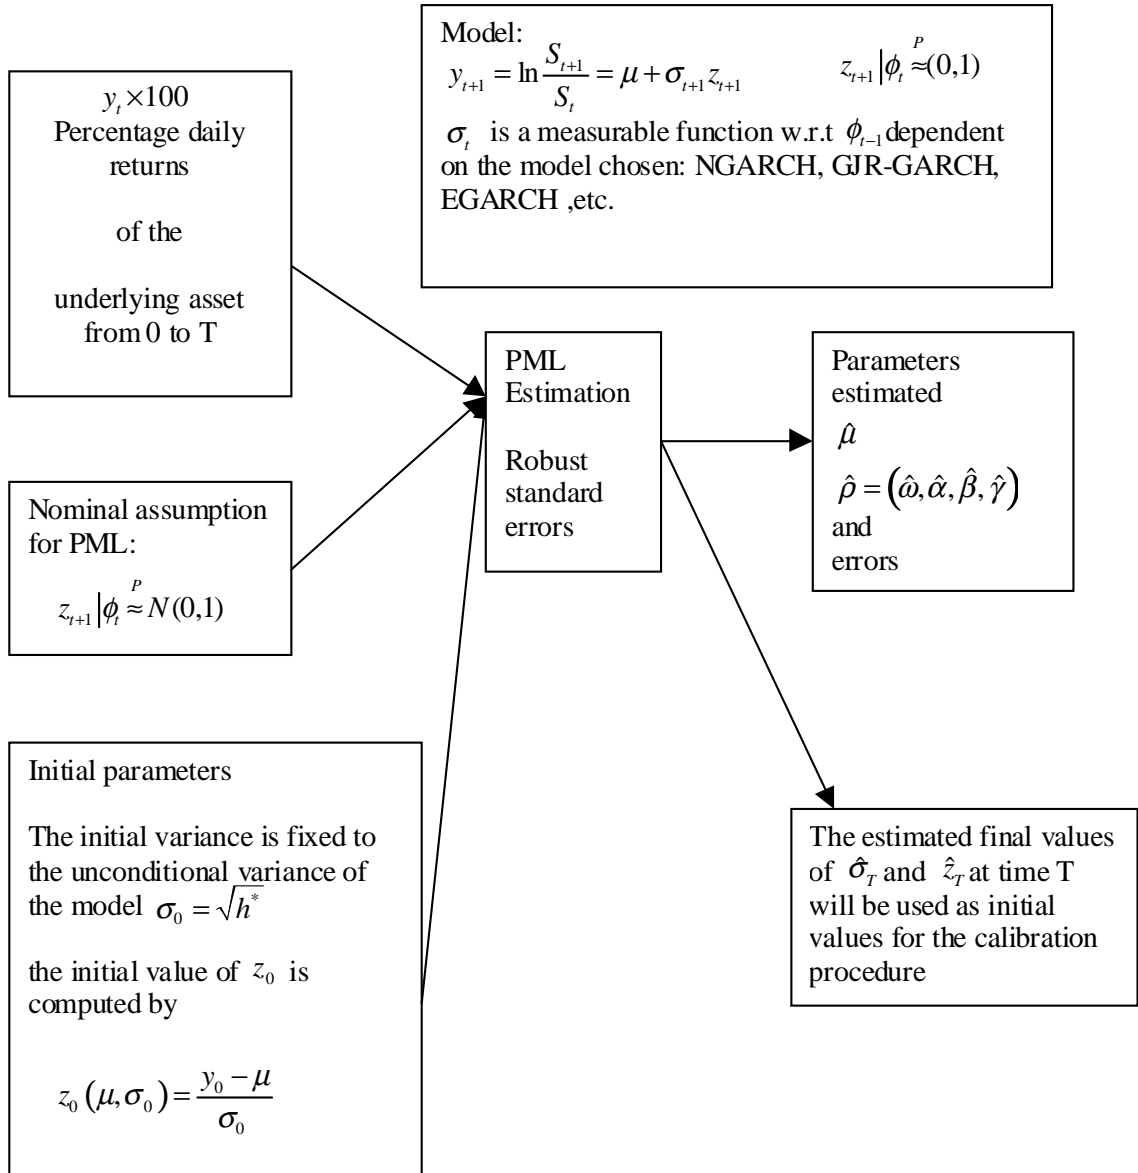 Model:
y_{t+1} = ln S_{t+1}/S_t = μ + σ_{t+1} z_{t+1}    z_{t+1}|ϕ_t ≈^P (0,1)
σ_t is a measurable function w.r.t ϕ_{t−1} dependent
on the model chosen: NGARCH, GJR-GARCH,
EGARCH ,etc.
y_t ×100
Percentage daily
returns
of the
underlying asset
from 0 to T
Nominal assumption
for PML:
z_{t+1}|ϕ_t ≈^P N(0,1)
Initial parameters
The initial variance is fixed to
the unconditional variance of
the model σ_0 = √h^*
the initial value of z_0 is
computed by
z_0 (μ,σ_0) = (y_0 − μ)/σ_0
PML
Estimation
Robust
standard
errors
Parameters
estimated
μ̂
ρ̂ = (ω̂, α̂, β̂, γ̂)
and
errors
The estimated final values
of σ̂_T and ẑ_T at time T
will be used as initial
values for the calibration
procedure